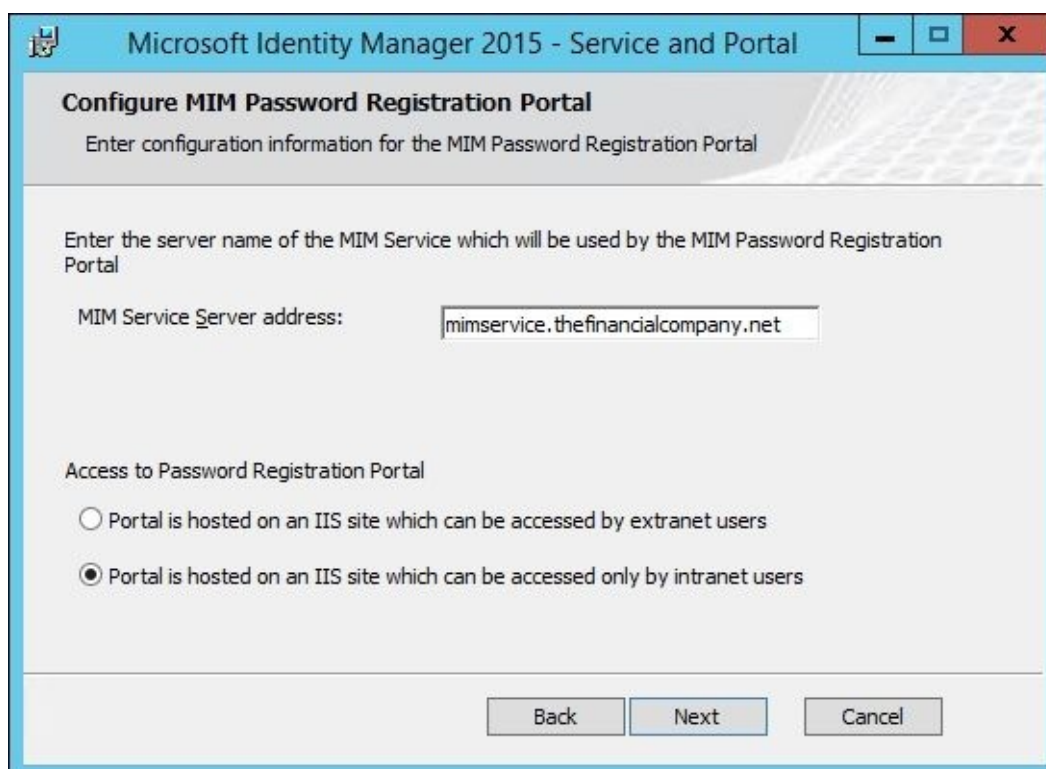 Microsoft Identity Manager 2015 - Service and Portal
Configure MIM Password Registration Portal
Enter configuration information for the MIM Password Registration Portal
Enter the server name of the MIM Service which will be used by the MIM Password Registration
Portal
MIM Service Server address: mimservice.thefinancialcompany.net
Access to Password Registration Portal
Portal is hosted on an IIS site which can be accessed by extranet users
Portal is hosted on an IIS site which can be accessed only by intranet users
Back Next Cancel